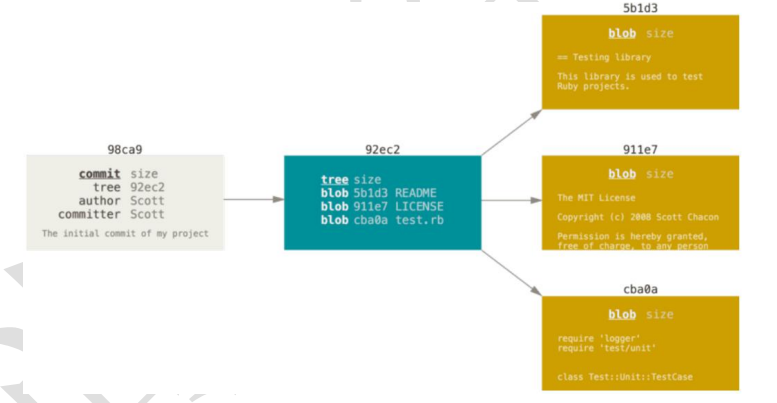 98ca9
commit size
tree 92ec2
author Scott
committer Scott
The initial commit of my project
92ec2
tree size
blob 5b1d3 README
blob 911e7 LICENSE
blob cba0a test.rb
5b1d3
blob size
== Testing library
This library is used to test
Ruby projects.
911e7
blob size
The MIT License
Copyright (c) 2008 Scott Chacon
Permission is hereby granted,
free of charge, to any person
cba0a
blob size
require 'logger'
require 'test/unit'
class Test::Unit::TestCase